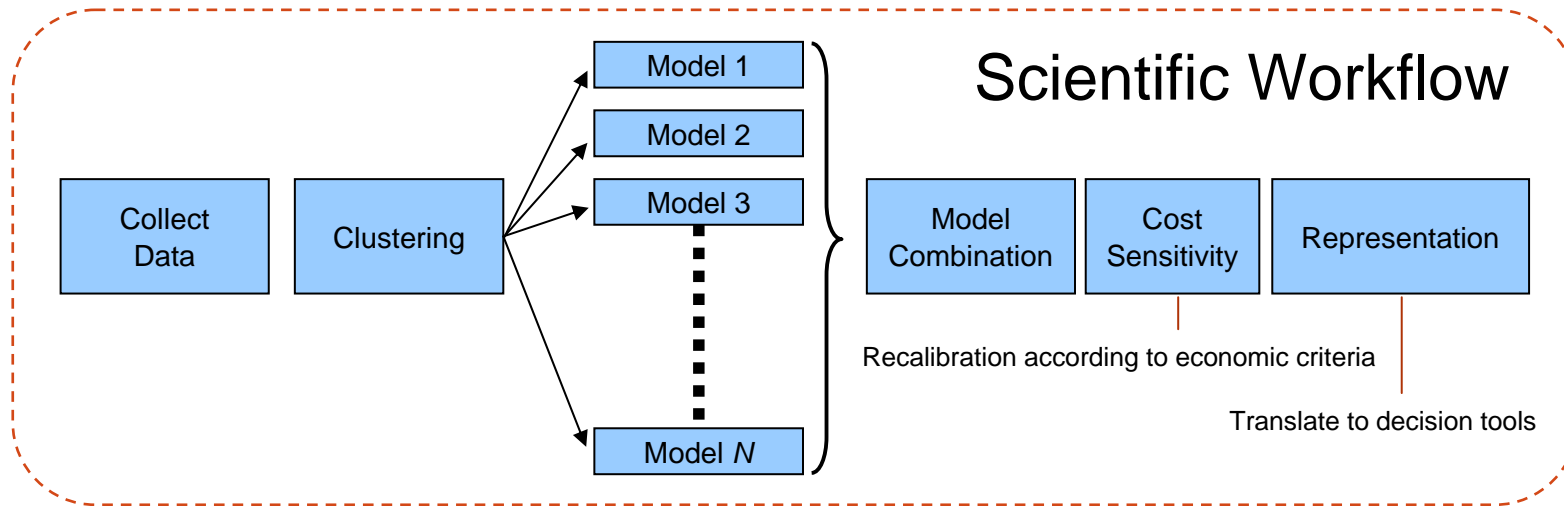 Scientific Workflow
Collect
Data
Clustering
Model 1
Model 2
Model 3
Model N
Model
Combination
Cost
Sensitivity
Representation
Recalibration according to economic criteria
Translate to decision tools